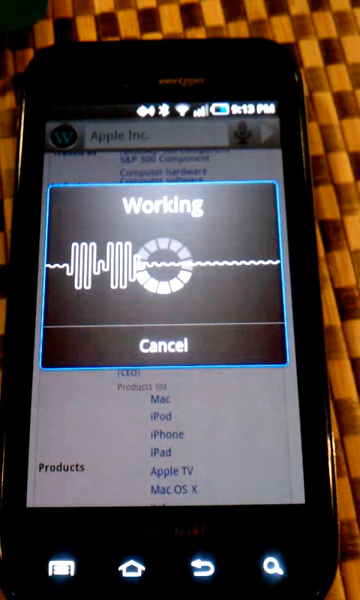 verizon
9:13 PM
W Apple Inc.
S&P 500 Component
Computer hardware
Computer software
Working
Cancel
(CEO)
Products list
Mac
iPod
iPhone
iPad
Products
Apple TV
Mac OS X